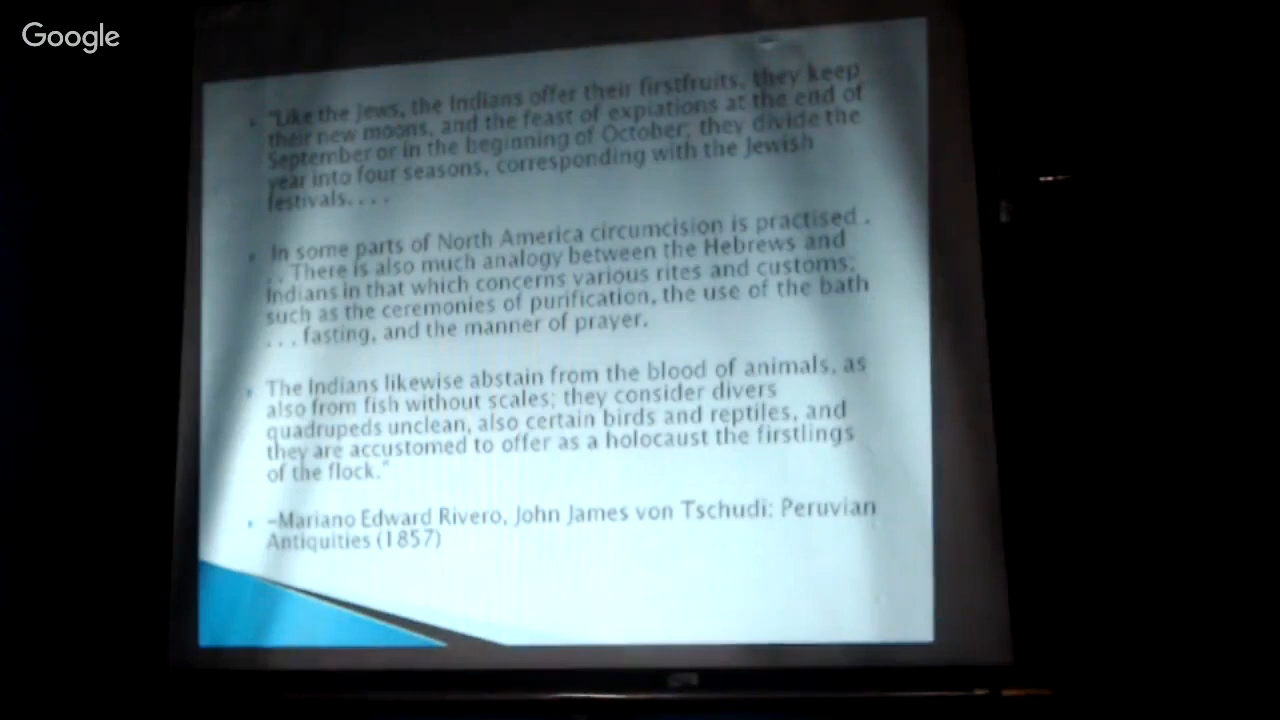 Google
"Like the Jews, the Indians offer their firstfruits, they keep
their new moons, and the feast of expiations at the end of
September or in the beginning of October; they divide the
year into four seasons, corresponding with the Jewish
festivals. . . .
In some parts of North America circumcision is practised .
. . There is also much analogy between the Hebrews and
Indians in that which concerns various rites and customs;
such as the ceremonies of purification, the use of the bath
. . . fasting, and the manner of prayer.
The Indians likewise abstain from the blood of animals, as
also from fish without scales; they consider divers
quadrupeds unclean, also certain birds and reptiles, and
they are accustomed to offer as a holocaust the firstlings
of the flock."
-Mariano Edward Rivero, John James von Tschudi: Peruvian
Antiquities (1857)